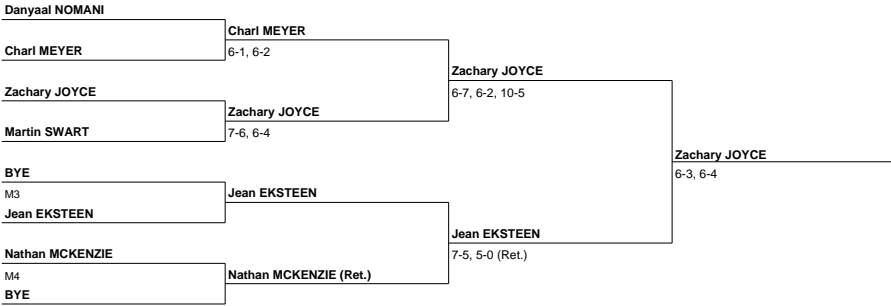 Danyaal NOMANI
Charl MEYER
Charl MEYER
6-1, 6-2
Zachary JOYCE
Zachary JOYCE
6-7, 6-2, 10-5
Zachary JOYCE
7-6, 6-4
Martin SWART
Zachary JOYCE
6-3, 6-4
BYE
M3
Jean EKSTEEN
Jean EKSTEEN
Jean EKSTEEN
7-5, 5-0 (Ret.)
Nathan MCKENZIE
M4
Nathan MCKENZIE (Ret.)
BYE